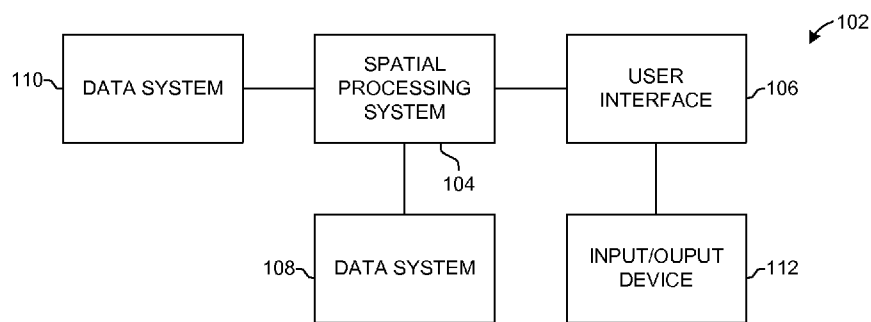 102
110
DATA SYSTEM
SPATIAL
PROCESSING
SYSTEM
USER
INTERFACE
106
104
108
DATA SYSTEM
INPUT/OUPUT
DEVICE
112